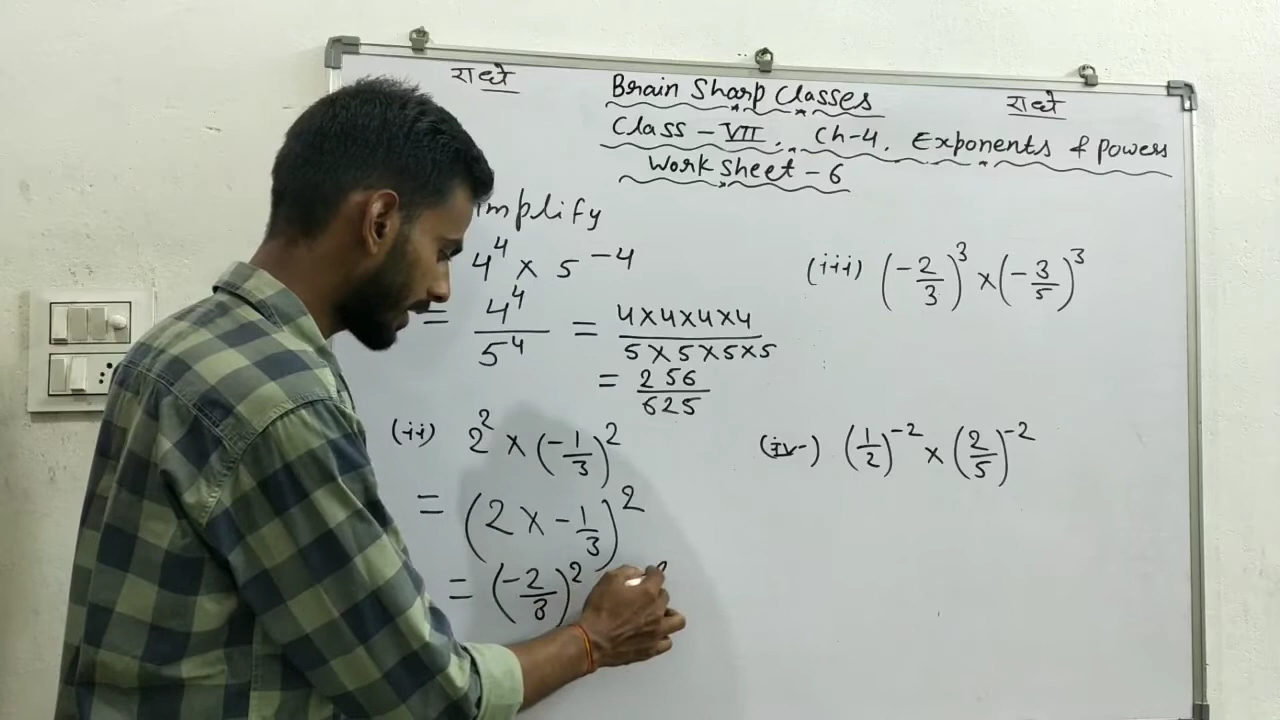 राधे
राधे
Brain Sharp Classes
Class - VII. Ch-4. Exponents & powers
Work Sheet - 6
implify
4⁴ × 5⁻⁴
= 4⁴/5⁴ = 4×4×4×4/5×5×5×5
= 256/625
(ii) 2² × (-1/3)²
= (2 × -1/3)²
= (-2/3)²
(iii) (-2/3)³ × (-3/5)³
(iv) (1/2)⁻² × (2/5)⁻²